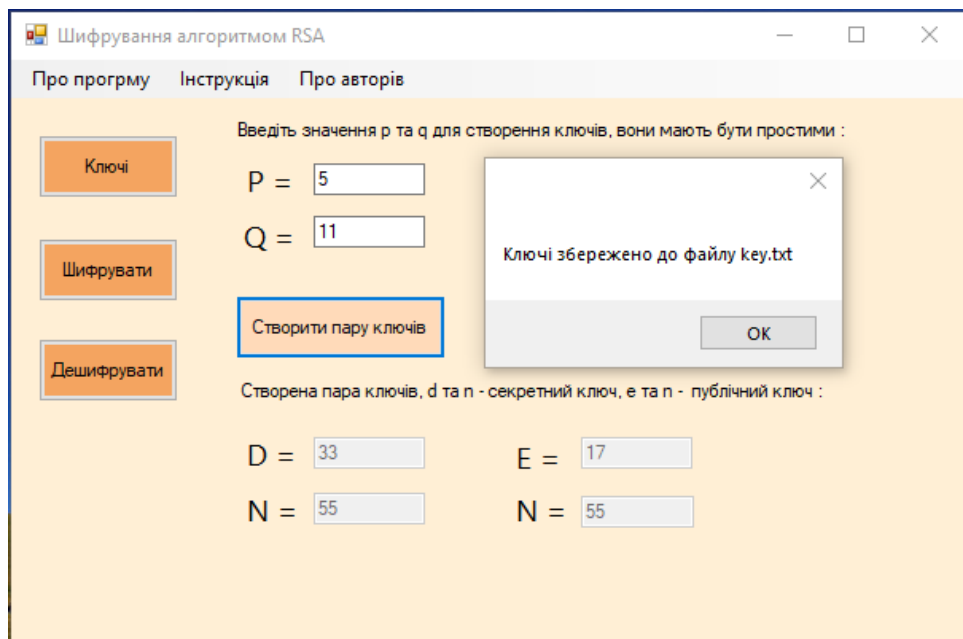 Шифрування алгоритмом RSA
Про прогрму Інструкція Про авторів
Введіть значення p та q для створення ключів, вони мають бути простими :
Ключі
P = 5
Q = 11
Ключі збережено до файлу key.txt
OK
Шифрувати
Створити пару ключів
Дешифрувати
Створена пара ключів, d та n - секретний ключ, e та n - публічний ключ :
D = 33 E = 17
N = 55 N = 55